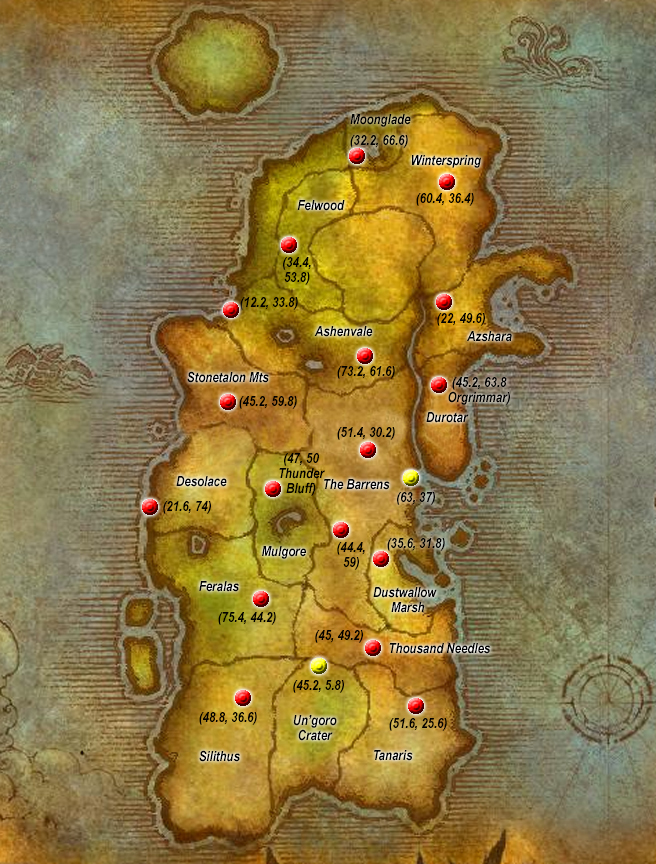 Moonglade
(32.2, 66.6)
Winterspring
(60.4, 36.4)
Felwood
(34.4,
53.8)
(12.2, 33.8)
(22, 49.6)
Ashenvale
Azshara
(73.2, 61.6)
Stonetalon Mts
(45.2, 59.8)
(45.2, 63.8
Orgrimmar)
Durotar
(51.4, 30.2)
(47, 50
Thunder
Bluff)
Desolace
The Barrens
(63, 37)
(21.6, 74)
(44.4,
59)
(35.6, 31.8)
Mulgore
Feralas
(75.4, 44.2)
Dustwallow
Marsh
(45, 49.2)
Thousand Needles
(45.2, 5.8)
(48.8, 36.6)
Un'goro
Crater
(51.6, 25.6)
Silithus
Tanaris